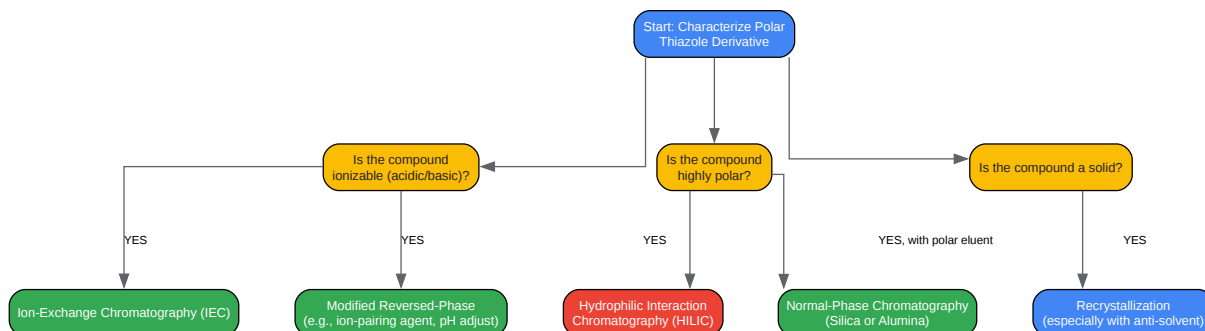 Start: Characterize Polar
Thiazole Derivative
Is the compound
ionizable (acidic/basic)?
Is the compound
highly polar?
Is the compound a solid?
YES
YES
YES
YES, with polar eluent
YES
Ion-Exchange Chromatography (IEC)
Modified Reversed-Phase
(e.g., ion-pairing agent, pH adjust)
Hydrophilic Interaction
Chromatography (HILIC)
Normal-Phase Chromatography
(Silica or Alumina)
Recrystallization
(especially with anti-solvent)